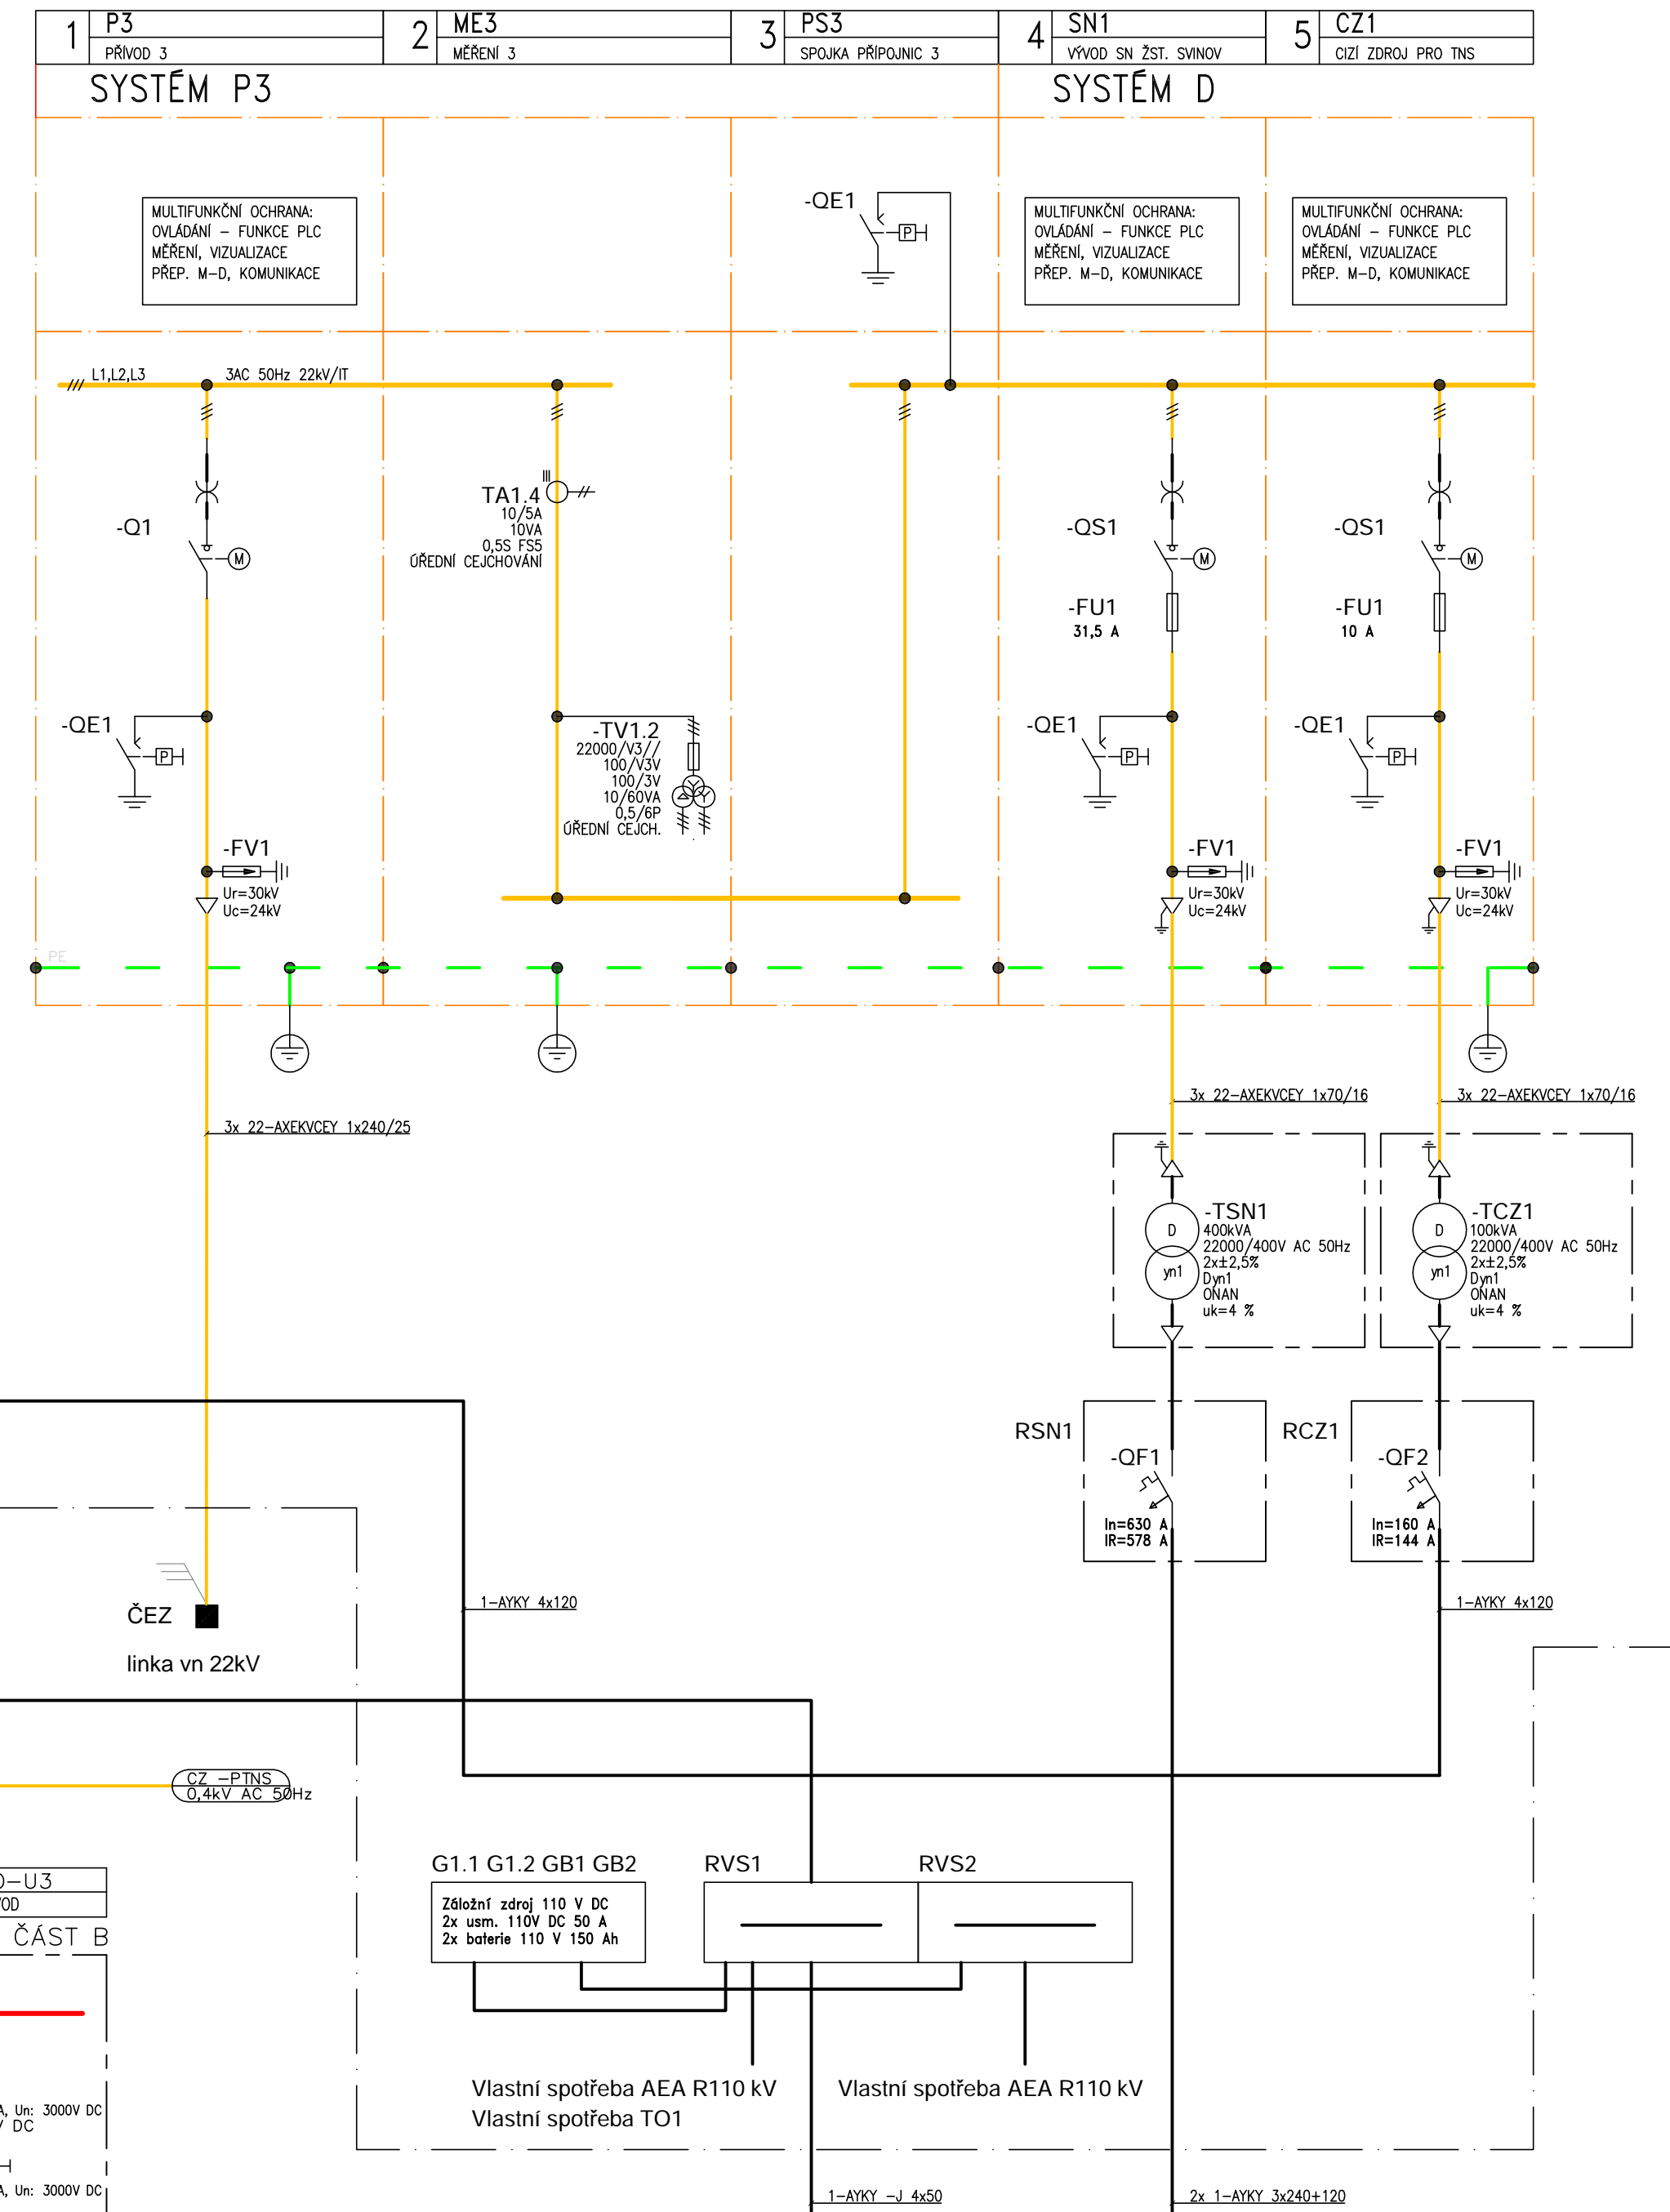 1
P3
PŘÍVOD 3
2
ME3
MĚŘENÍ 3
3
PS3
SPOJKA PŘÍPOJNIC 3
4
SN1
VÝVOD SN ŽST. SVINOV
5
CZ1
CIZÍ ZDROJ PRO TNS
SYSTÉM P3
SYSTÉM D
MULTIFUNKČNÍ OCHRANA:
OVLÁDÁNÍ – FUNKCE PLC
MĚŘENÍ, VIZUALIZACE
PŘEP. M–D, KOMUNIKACE
-QE1
P
MULTIFUNKČNÍ OCHRANA:
OVLÁDÁNÍ – FUNKCE PLC
MĚŘENÍ, VIZUALIZACE
PŘEP. M–D, KOMUNIKACE
MULTIFUNKČNÍ OCHRANA:
OVLÁDÁNÍ – FUNKCE PLC
MĚŘENÍ, VIZUALIZACE
PŘEP. M–D, KOMUNIKACE
L1,L2,L3
3AC 50Hz 22kV/IT
-Q1
M
TA1.4
10/5A
10VA
0,5S FS5
ÚŘEDNÍ CEJCHOVÁNÍ
-QS1
M
-FU1
31,5 A
-QS1
M
-FU1
10 A
-QE1
P
-TV1.2
22000/V3//
100/V3V
100/3V
10/60VA
0,5/6P
ÚŘEDNÍ CEJCH.
-QE1
P
-QE1
P
-FV1
Ur=30kV
Uc=24kV
-FV1
Ur=30kV
Uc=24kV
-FV1
Ur=30kV
Uc=24kV
PE
3x 22–AXEKVCEY 1x240/25
3x 22–AXEKVCEY 1x70/16
3x 22–AXEKVCEY 1x70/16
D
yn1
-TSN1
400kVA
22000/400V AC 50Hz
2x±2,5%
Dyn1
ONAN
uk=4 %
D
yn1
-TCZ1
100kVA
22000/400V AC 50Hz
2x±2,5%
Dyn1
ONAN
uk=4 %
RSN1
-QF1
In=630 A
IR=578 A
RCZ1
-QF2
In=160 A
IR=144 A
ČEZ
linka vn 22kV
1–AYKY 4x120
1–AYKY 4x120
CZ –PTNS
0,4kV AC 50Hz
–U3
VOD
ČÁST B
G1.1 G1.2 GB1 GB2
Záložní zdroj 110 V DC
2x usm. 110V DC 50 A
2x baterie 110 V 150 Ah
RVS1
RVS2
Vlastní spotřeba AEA R110 kV
Vlastní spotřeba TO1
Vlastní spotřeba AEA R110 kV
A, Un: 3000V DC
V DC
A, Un: 3000V DC
1–AYKY –J 4x50
2x 1–AYKY 3x240+120